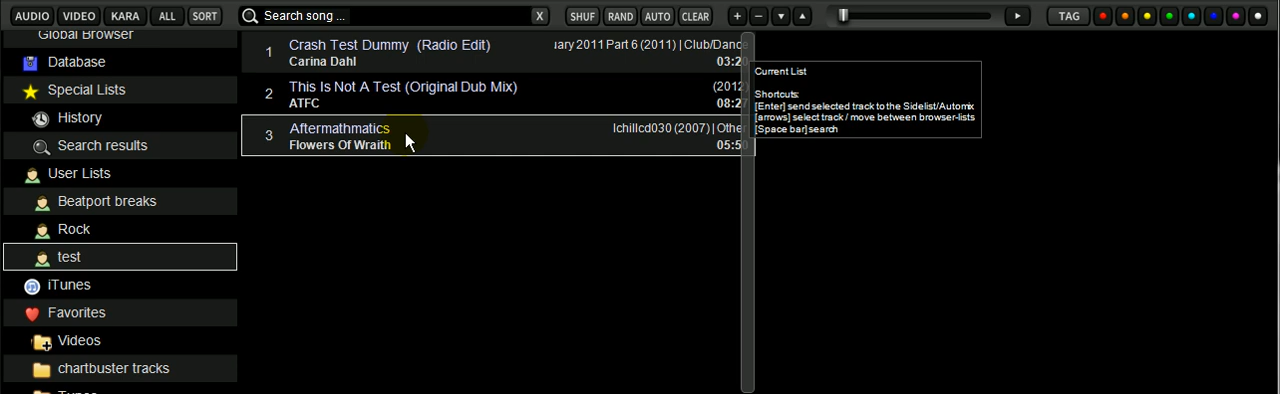 AUDIO VIDEO KARA ALL SORT Search song ... X SHUF RAND AUTO CLEAR + − TAG
Global Browser
Database
Special Lists
History
Search results
User Lists
Beatport breaks
Rock
test
iTunes
Favorites
Videos
chartbuster tracks
1 Crash Test Dummy (Radio Edit) uary 2011 Part 6 (2011) | Club/Dance
Carina Dahl 03:20
2 This Is Not A Test (Original Dub Mix) (2012)
ATFC 08:27
3 Aftermathmatics Ichillcd030 (2007) | Other
Flowers Of Wraith 05:50
Current List
Shortcuts:
[Enter] send selected track to the Sidelist/Automix
[arrows] select track / move between browser-lists
[Space bar] search